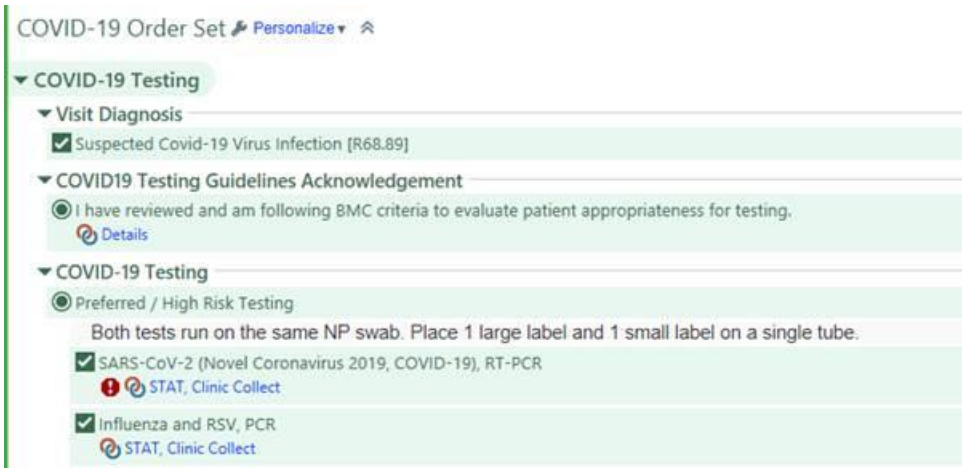 COVID-19 Order Set Personalize
COVID-19 Testing
Visit Diagnosis
Suspected Covid-19 Virus Infection [R68.89]
COVID19 Testing Guidelines Acknowledgement
I have reviewed and am following BMC criteria to evaluate patient appropriateness for testing.
Details
COVID-19 Testing
Preferred / High Risk Testing
Both tests run on the same NP swab. Place 1 large label and 1 small label on a single tube.
SARS-CoV-2 (Novel Coronavirus 2019, COVID-19), RT-PCR
STAT, Clinic Collect
Influenza and RSV, PCR
STAT, Clinic Collect